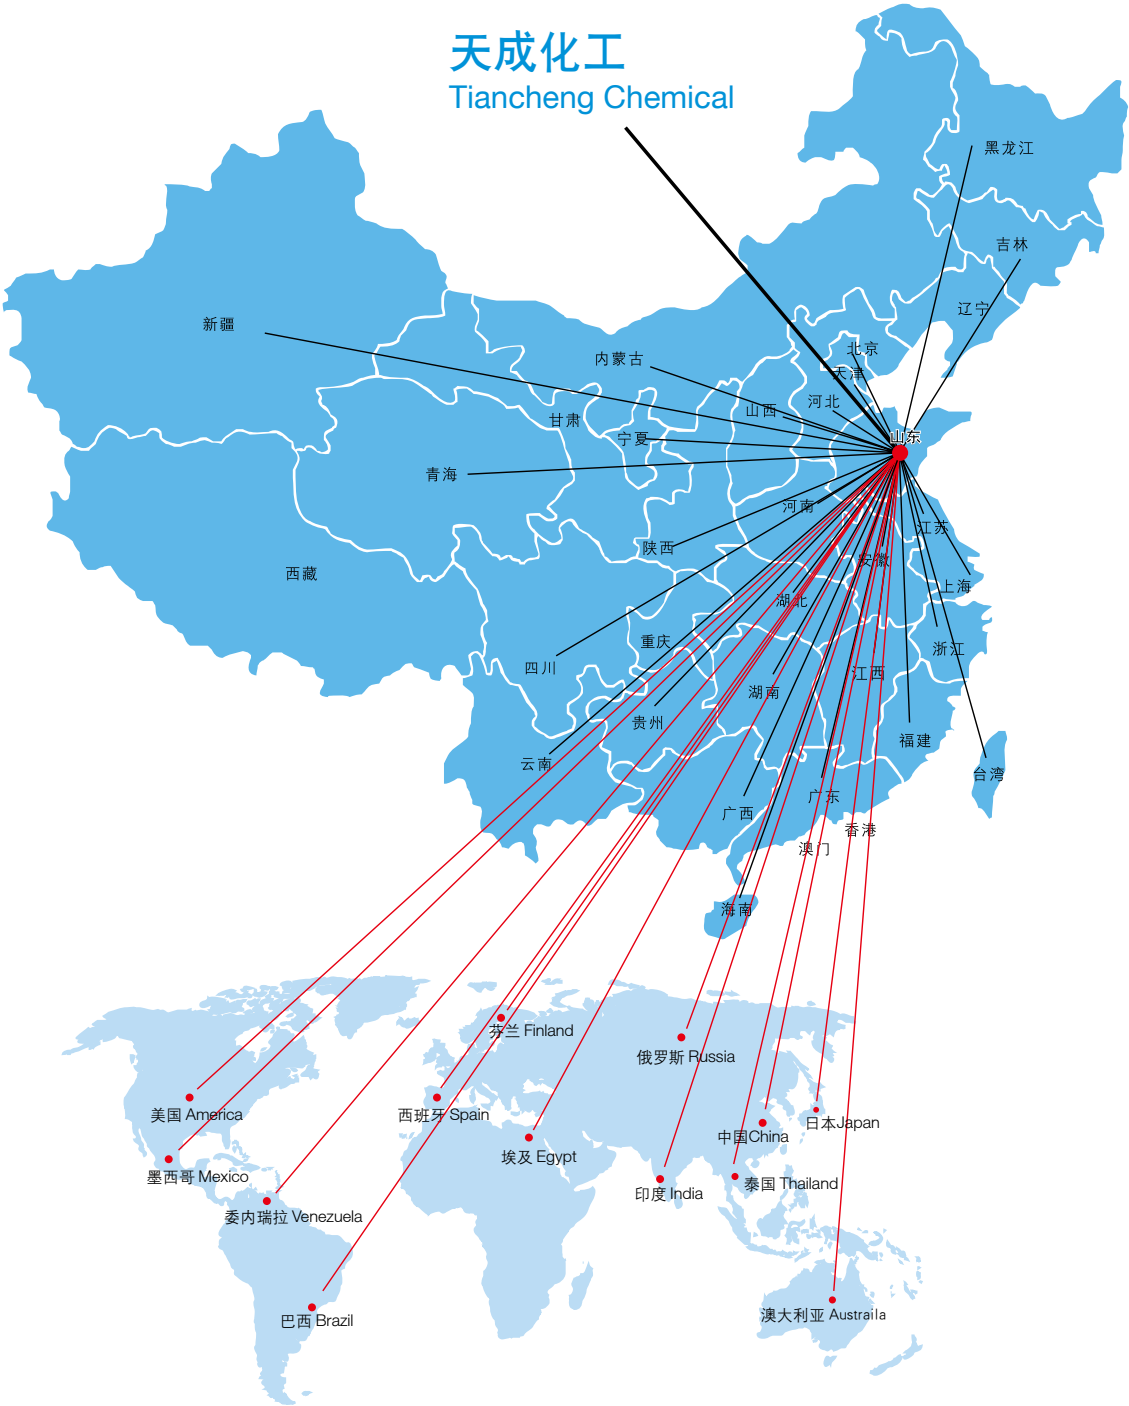 天成化工
Tiancheng Chemical
黑龙江
吉林
辽宁
新疆
内蒙古
北京
天津
河北
山西
甘肃
宁夏
山东
青海
河南
江苏
陕西
安徽
西藏
上海
湖北
重庆
浙江
四川
江西
湖南
贵州
福建
云南
台湾
广东
广西
香港
澳门
海南
芬兰 Finland
俄罗斯 Russia
美国 America
西班牙 Spain
日本Japan
中国China
埃及 Egypt
墨西哥 Mexico
泰国 Thailand
印度 India
委内瑞拉 Venezuela
澳大利亚 Austraila
巴西 Brazil